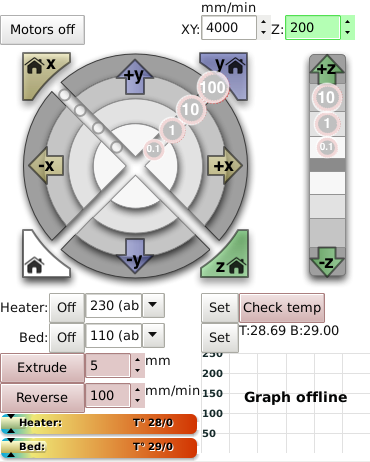 mm/min
Motors off
XY: 4000 Z: 200
x
+y
y
+z
100
10
1
0.1
10
1
0.1
-x
+x
-y
z
-z
Heater: Off 230 (ab Set Check temp
Bed: Off 110 (ab Set T:28.69 B:29.00
Extrude 5 mm
Reverse 100 mm/min
250
200
150
100
50
Graph offline
Heater: T° 28/0
Bed: T° 29/0